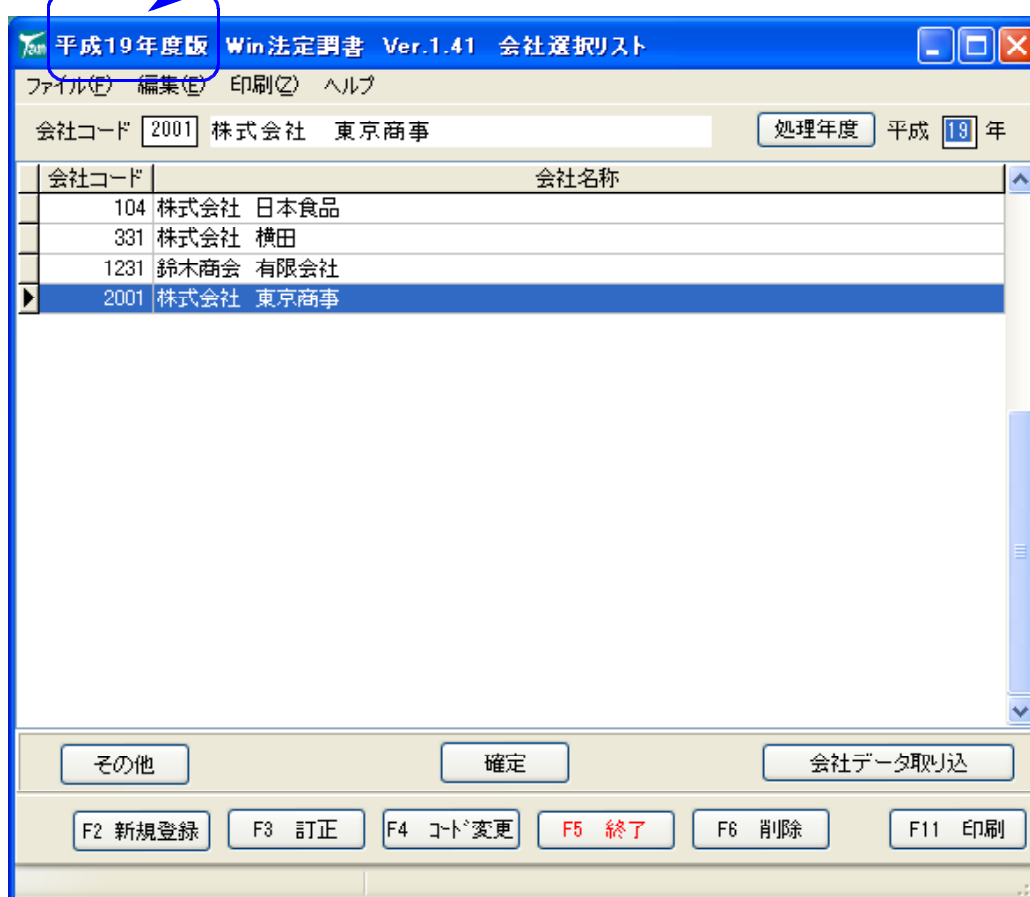 平成19年度版 Win法定調書 Ver.1.41 会社選択リスト
ファイル(F) 編集(E) 印刷(Z) ヘルプ
会社コード 2001 株式会社 東京商事 処理年度 平成 19 年
会社コード 会社名称
104 株式会社 日本食品
331 株式会社 横田
1231 鈴木商会 有限会社
2001 株式会社 東京商事
その他 確定 会社データ取り込
F2 新規登録 F3 訂正 F4 コード変更 F5 終了 F6 削除 F11 印刷